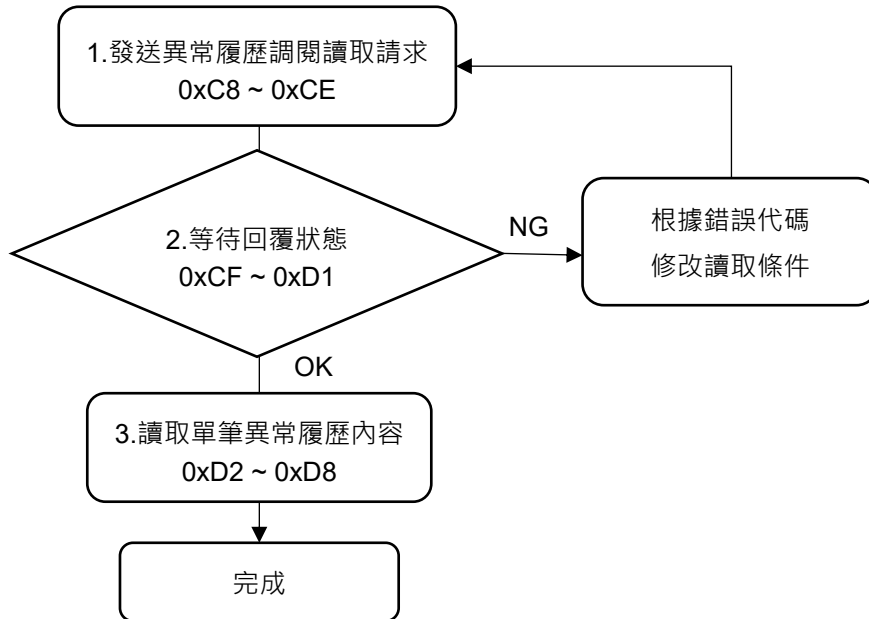 1.發送異常履歷調閱讀取請求
0xC8 ~ 0xCE
2.等待回覆狀態
0xCF ~ 0xD1
NG
根據錯誤代碼
修改讀取條件
OK
3.讀取單筆異常履歷內容
0xD2 ~ 0xD8
完成